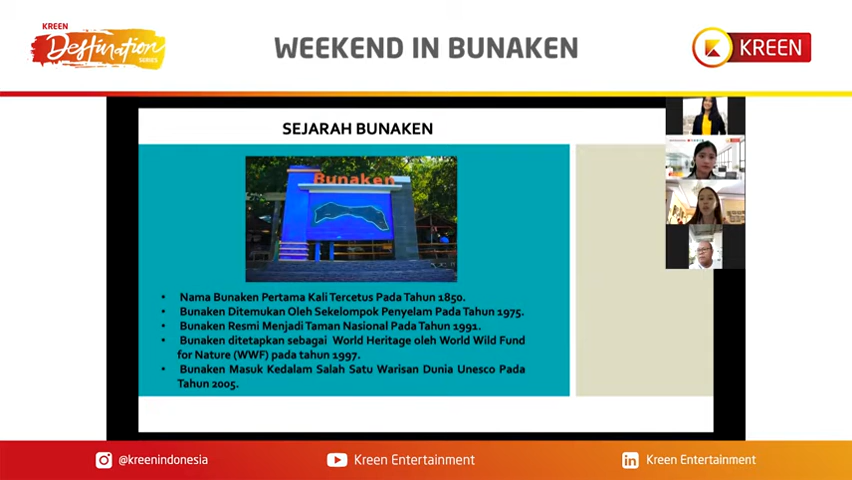 KREEN
Destination
SERIES
WEEKEND IN BUNAKEN
KREEN
SEJARAH BUNAKEN
Bunaken
• Nama Bunaken Pertama Kali Tercetus Pada Tahun 1850.
• Bunaken Ditemukan Oleh Sekelompok Penyelam Pada Tahun 1975.
• Bunaken Resmi Menjadi Taman Nasional Pada Tahun 1991.
• Bunaken ditetapkan sebagai World Heritage oleh World Wild Fund
for Nature (WWF) pada tahun 1997.
• Bunaken Masuk Kedalam Salah Satu Warisan Dunia Unesco Pada
Tahun 2005.
@kreenindonesia
Kreen Entertainment
Kreen Entertainment